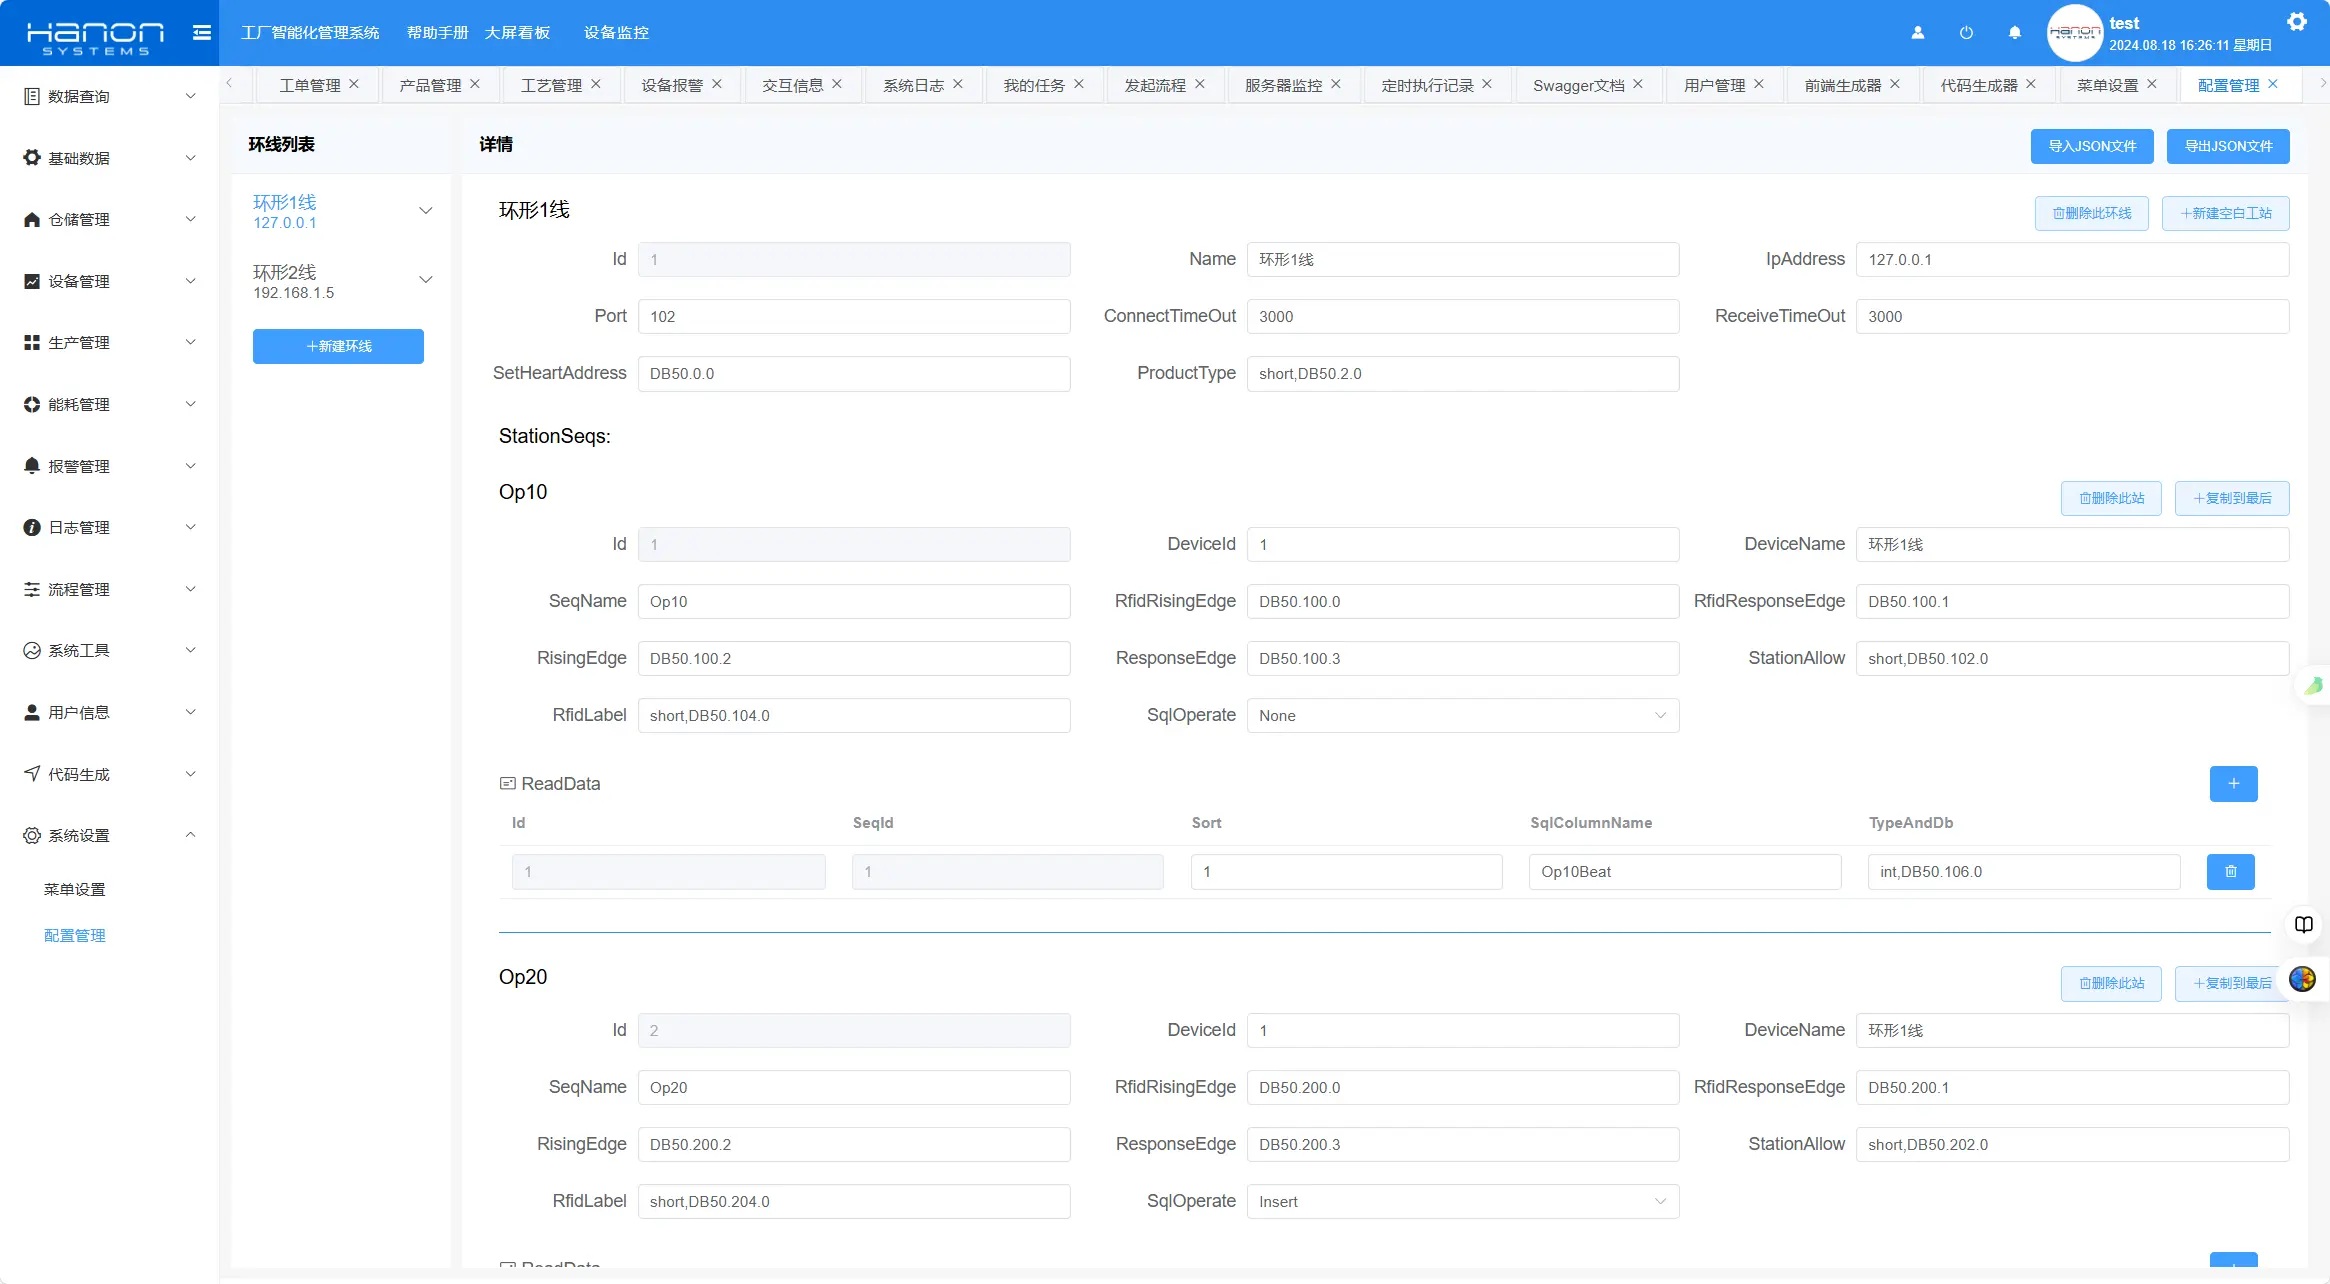 Hanon
SYSTEMS
工厂智能化管理系统 帮助手册 大屏看板 设备监控
Hanon SYSTEMS
test
2024.08.18 16:26:11 星期日
工单管理 产品管理 工艺管理 设备报警 交互信息 系统日志 我的任务 发起流程 服务器监控 定时执行记录 Swagger文档 用户管理 前端生成器 代码生成器 菜单设置 配置管理
数据查询
基础数据
仓储管理
设备管理
生产管理
能耗管理
报警管理
日志管理
流程管理
系统工具
用户信息
代码生成
系统设置
菜单设置
配置管理
环线列表
环形1线
127.0.0.1
环形2线
192.168.1.5
+新建环线
详情 导入JSON文件 导出JSON文件
环形1线 删除此环线 +新建空白工站
Id 1 Name 环形1线 IpAddress 127.0.0.1
Port 102 ConnectTimeOut 3000 ReceiveTimeOut 3000
SetHeartAddress DB50.0.0 ProductType short,DB50.2.0
StationSeqs:
Op10 删除此站 +复制到最后
Id 1 DeviceId 1 DeviceName 环形1线
SeqName Op10 RfidRisingEdge DB50.100.0 RfidResponseEdge DB50.100.1
RisingEdge DB50.100.2 ResponseEdge DB50.100.3 StationAllow short,DB50.102.0
RfidLabel short,DB50.104.0 SqlOperate None
ReadData +
Id SeqId Sort SqlColumnName TypeAndDb
1 1 1 Op10Beat int,DB50.106.0
Op20 删除此站 +复制到最后
Id 2 DeviceId 1 DeviceName 环形1线
SeqName Op20 RfidRisingEdge DB50.200.0 RfidResponseEdge DB50.200.1
RisingEdge DB50.200.2 ResponseEdge DB50.200.3 StationAllow short,DB50.202.0
RfidLabel short,DB50.204.0 SqlOperate Insert
ReadData